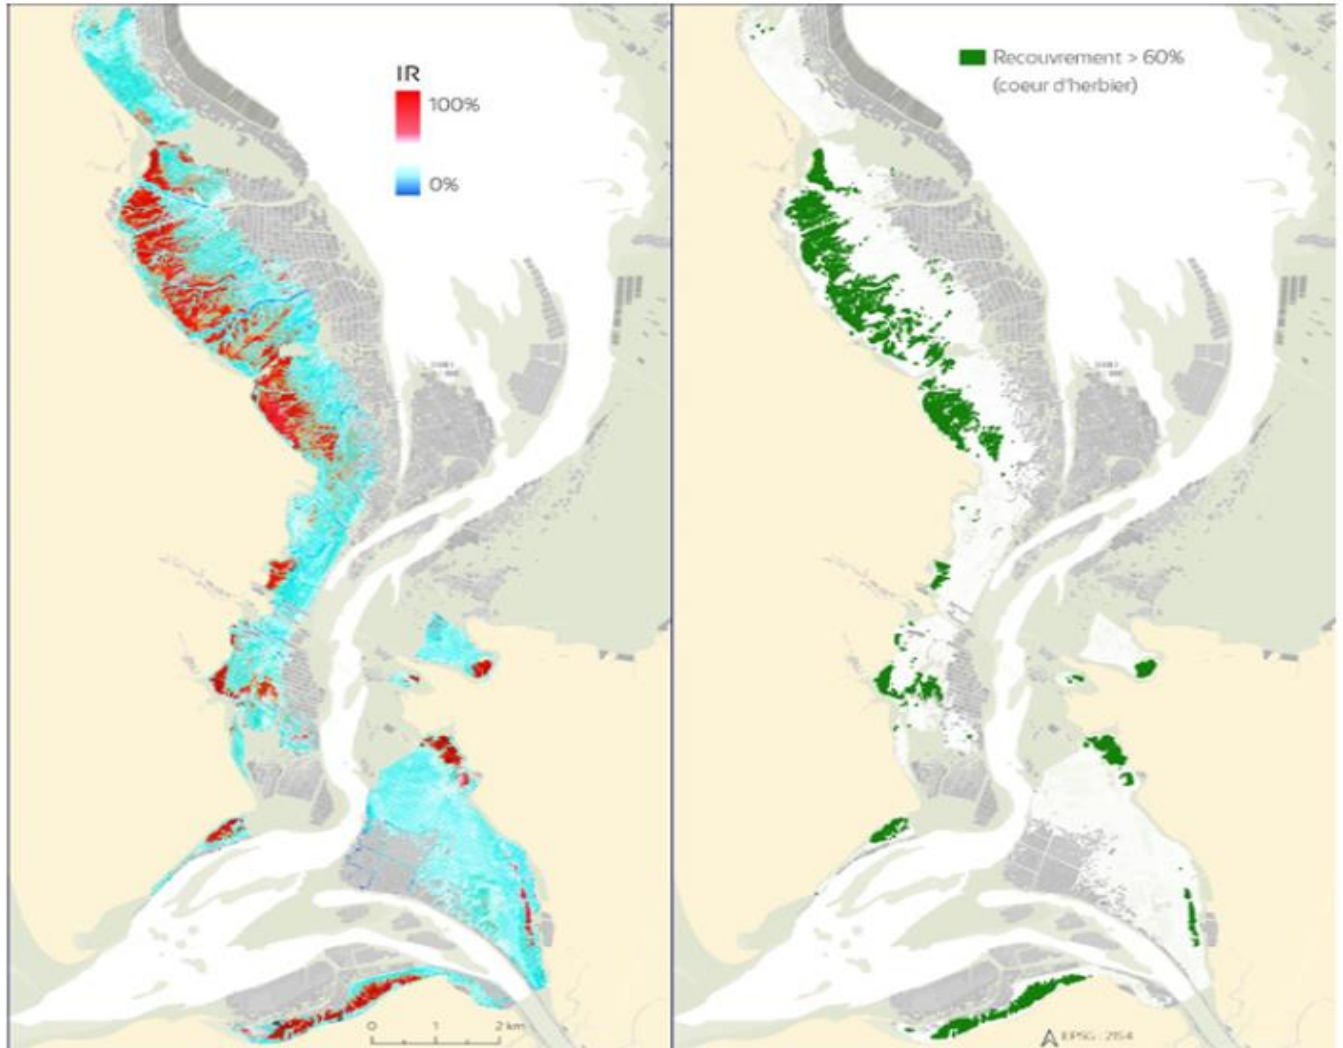 IR
100%
0%
Recouvrement > 60%
(coeur d'herbier)
0 1 2 km
EPSG : 2154